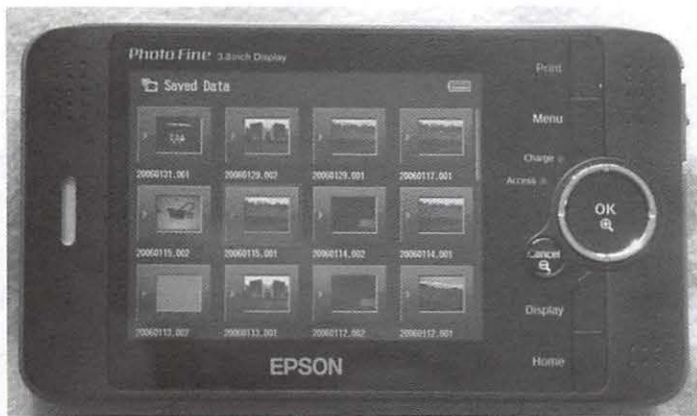 Photo Fine 3.8inch Display
Saved Data
20060131.001 20060129.002 20060129.001 20060117.001
20060115.002 20060115.001 20060114.002 20060114.001
20060113.002 20060113.001 20060112.002 20060112.001
EPSON
Print
Menu
Charge
Access
OK
Cancel
Display
Home